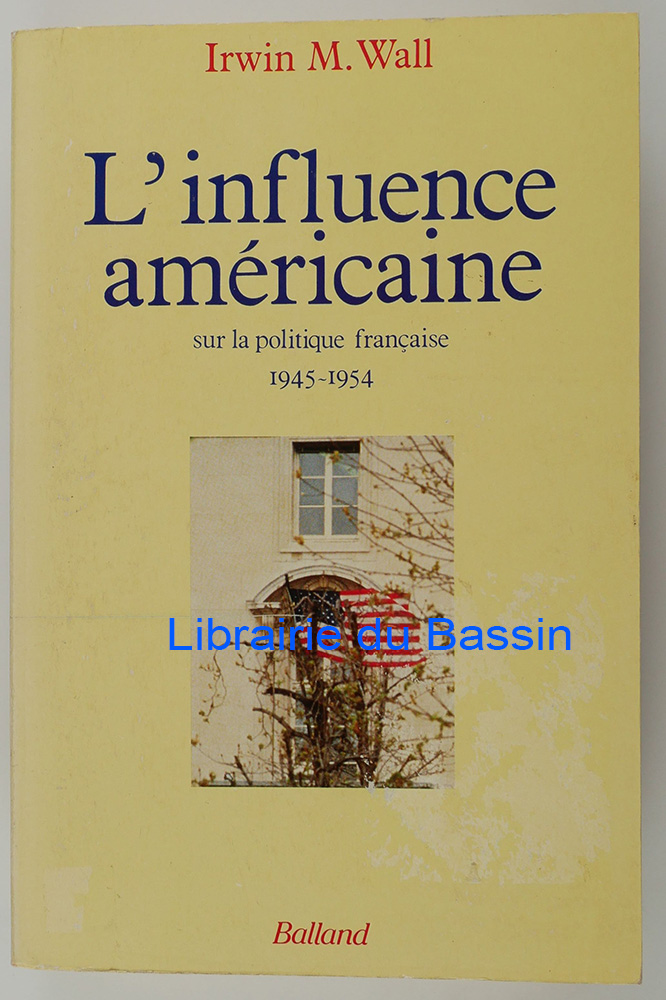 Irwin M. Wall
L'influence
américaine
sur la politique française
1945~1954
Librairie du Bassin
Balland